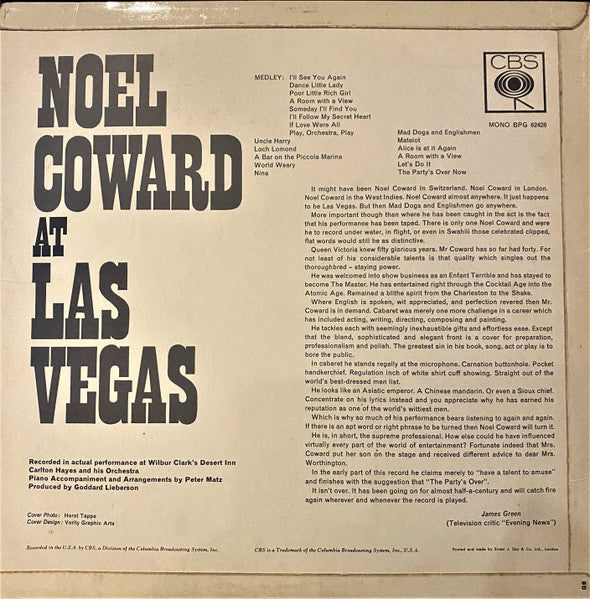 NOEL
COWARD
AT
LAS
VEGAS
CBS
MONO BPG 62426
MEDLEY: I'll See You Again
Dance Little Lady
Poor Little Rich Girl
A Room with a View
Someday I'll Find You
I'll Follow My Secret Heart
If Love Were All
Play, Orchestra, Play
Uncle Harry
Loch Lomond
A Bar on the Piccola Marina
World Weary
Nina
Mad Dogs and Englishmen
Matelot
Alice is at it Again
A Room with a View
Let's Do It
The Party's Over Now
It might have been Noel Coward in Switzerland. Noel Coward in London.
Noel Coward in the West Indies. Noel Coward almost anywhere. It just happens
to be Las Vegas. But then Mad Dogs and Englishmen go anywhere.
More important though than where he has been caught in the act is the fact
that his performance has been taped. There is only one Noel Coward and were
he to record under water, in flight, or even in Swahili those celebrated clipped,
flat words would still be as distinctive.
Queen Victoria knew fifty glorious years. Mr Coward has so far had forty. For
not least of his considerable talents is that quality which singles out the
thoroughbred – staying power.
He was welcomed into show business as an Enfant Terrible and has stayed
to become The Master. He has entertained right through the Cocktail Age into the
Atomic Age. Remained a blithe spirit from the Charleston to the Shake.
Where English is spoken, wit appreciated, and perfection revered then Mr.
Coward is in demand. Cabaret was merely one more challenge in a career which
has included acting, writing, directing, composing and painting.
He tackles each with seemingly inexhaustible gifts and effortless ease. Except
that the bland, sophisticated and elegant front is a cover for preparation,
professionalism and polish. The greatest sin in his book, song, act or play is to
bore the public.
In cabaret he stands regally at the microphone. Carnation buttonhole. Pocket
handkerchief. Regulation inch of white shirt cuff showing. Straight out of the
world's best-dressed men list.
He looks like an Asiatic emperor. A Chinese mandarin. Or even a Sioux chief.
Concentrate on his lyrics instead and you appreciate why he has earned his
reputation as one of the world's wittiest men.
Which is why so much of his performance bears listening to again and again.
If there is an apt word or right phrase to be turned then Noel Coward will turn it.
He is, in short, the supreme professional. How else could he have influenced
virtually every part of the world of entertainment? Fortunate indeed that Mrs.
Coward put her son on the stage and received different advice to dear Mrs.
Worthington.
In the early part of this record he claims merely to "have a talent to amuse"
and finishes with the suggestion that "The Party's Over".
It isn't over. It has been going on for almost half-a-century and will catch fire
again wherever and whenever the record is played.
James Green
(Television critic "Evening News")
Recorded in actual performance at Wilbur Clark's Desert Inn
Carlton Hayes and his Orchestra
Piano Accompaniment and Arrangements by Peter Matz
Produced by Goddard Lieberson
Cover Photo: Horst Tappe
Cover Design: Verity Graphic Arts
Recorded in the U.S.A. by CBS, a Division of the Columbia Broadcasting System, Inc.
CBS is a Trademark of the Columbia Broadcasting System, Inc., U.S.A.
Printed and made by Ernest J. Day & Co. Ltd., London